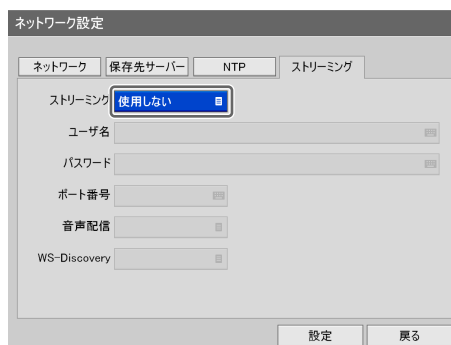 ネットワーク設定
ネットワーク 保存先サーバー NTP ストリーミング
ストリーミング 使用しない
ユーザ名
パスワード
ポート番号
音声配信
WS-Discovery
設定 戻る